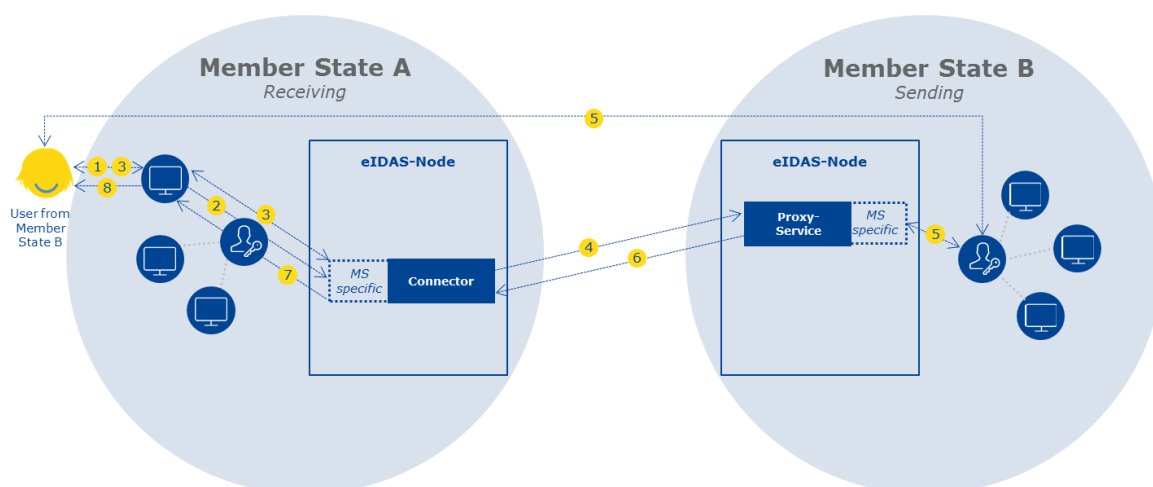 Member State A
Receiving
Member State B
Sending
5
eIDAS-Node
eIDAS-Node
1
3
8
User from
Member
State B
2
3
7
MS
specific
Connector
4
6
Proxy-
Service
MS
specific
5